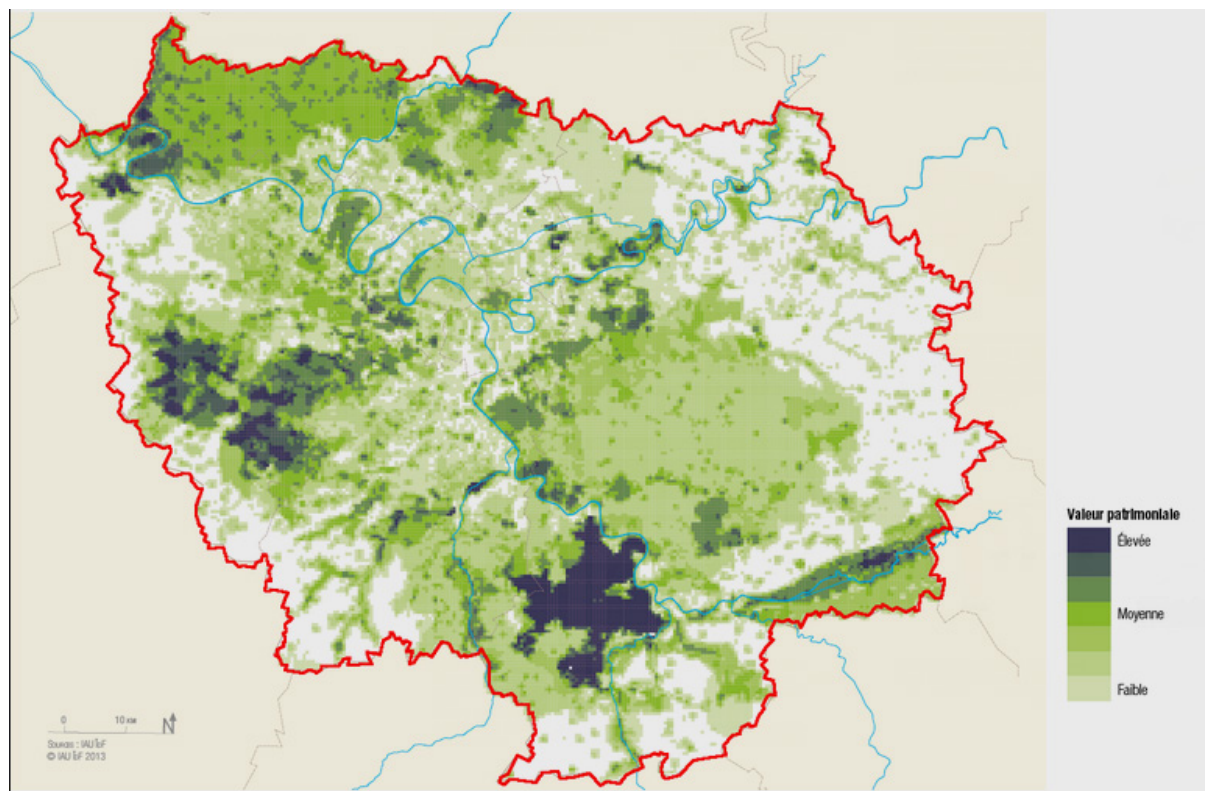 Valeur patrimoniale
Élevée
Moyenne
Faible
0 10 KM N
SOURCES : IAU ÎdF
© IAU îdF 2013